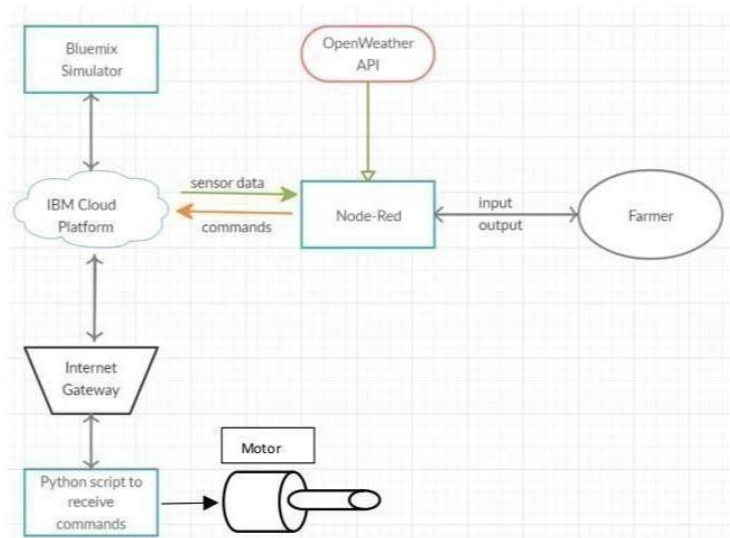 Bluemix
Simulator
OpenWeather
API
IBM Cloud
Platform
sensor data
commands
Node-Red
input
output
Farmer
Internet
Gateway
Python script to
receive
commands
Motor